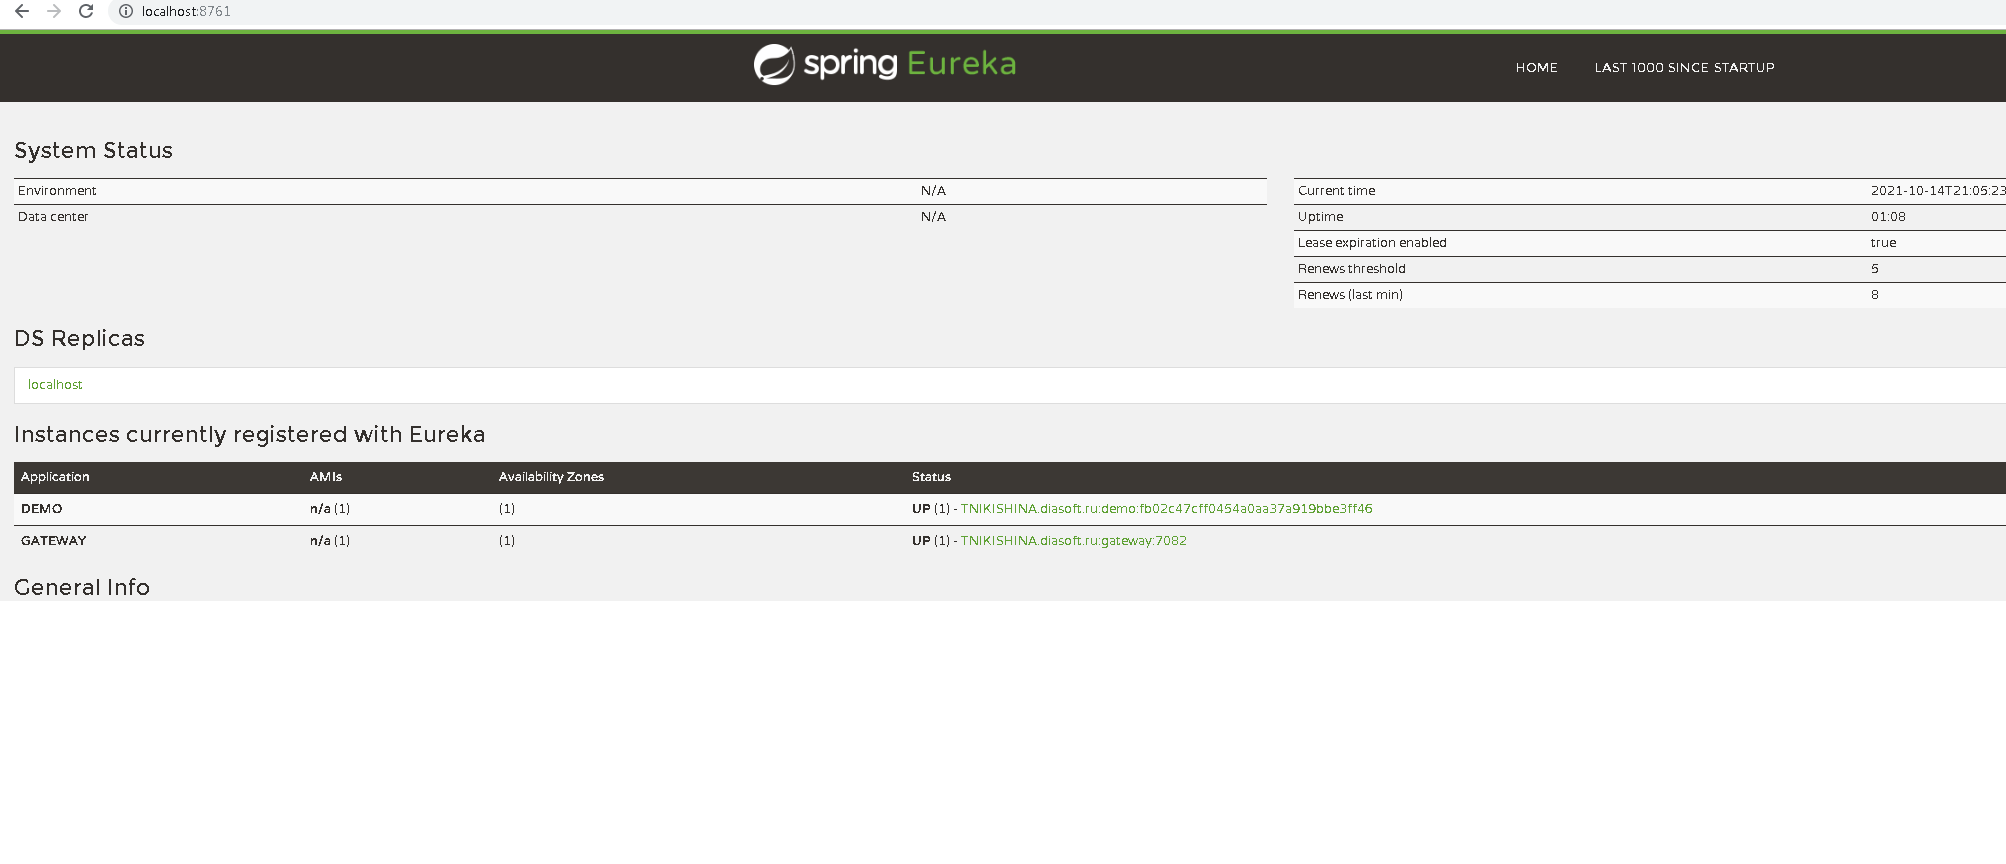 localhost:8761
spring Eureka
HOME LAST 1000 SINCE STARTUP
System Status
Environment N/A
Data center N/A
Current time 2021-10-14T21:05:23
Uptime 01:08
Lease expiration enabled true
Renews threshold 5
Renews (last min) 8
DS Replicas
localhost
Instances currently registered with Eureka
Application AMIs Availability Zones Status
DEMO n/a (1) (1) UP (1) - TNIKISHINA.diasoft.ru:demo:fb02c47cff0454a0aa37a919bbe3ff46
GATEWAY n/a (1) (1) UP (1) - TNIKISHINA.diasoft.ru:gateway:7082
General Info